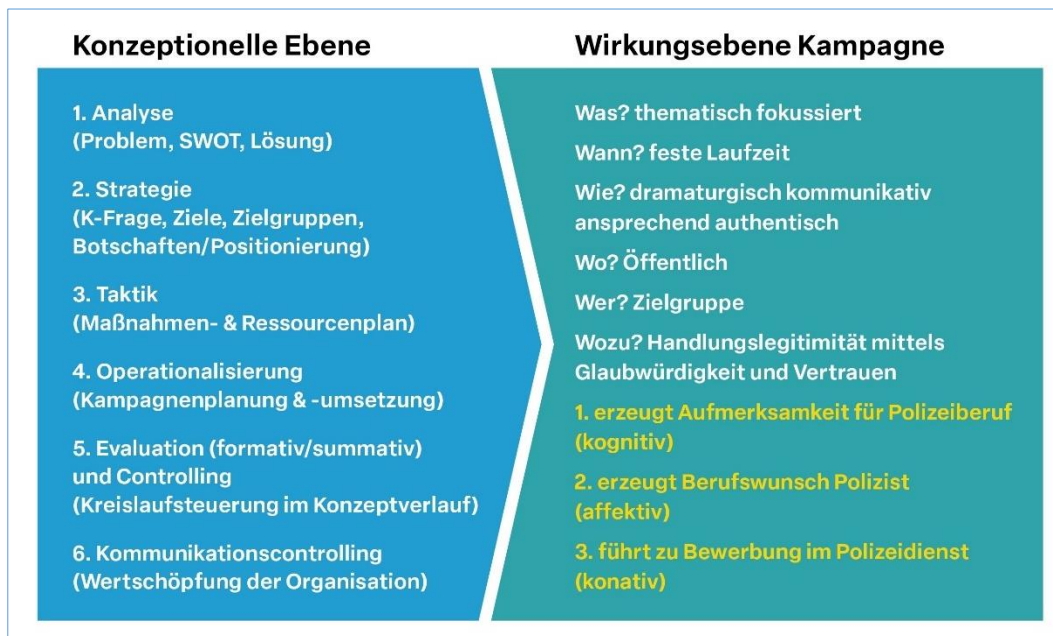 Konzeptionelle Ebene
1. Analyse
(Problem, SWOT, Lösung)
2. Strategie
(K-Frage, Ziele, Zielgruppen,
Botschaften/Positionierung)
3. Taktik
(Maßnahmen- & Ressourcenplan)
4. Operationalisierung
(Kampagnenplanung & -umsetzung)
5. Evaluation (formativ/summativ)
und Controlling
(Kreislaufsteuerung im Konzeptverlauf)
6. Kommunikationscontrolling
(Wertschöpfung der Organisation)
Wirkungsebene Kampagne
Was? thematisch fokussiert
Wann? feste Laufzeit
Wie? dramaturgisch kommunikativ
ansprechend authentisch
Wo? Öffentlich
Wer? Zielgruppe
Wozu? Handlungslegitimität mittels
Glaubwürdigkeit und Vertrauen
1. erzeugt Aufmerksamkeit für Polizeiberuf
(kognitiv)
2. erzeugt Berufswunsch Polizist
(affektiv)
3. führt zu Bewerbung im Polizeidienst
(konativ)